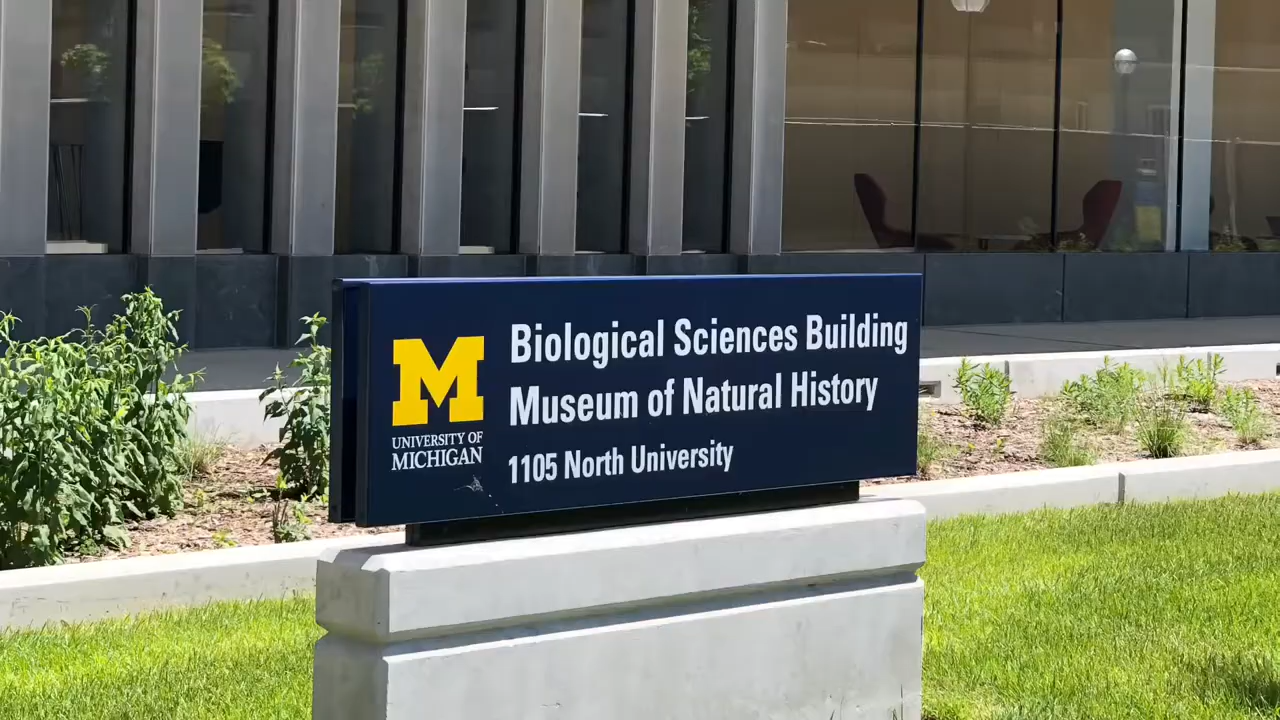 M
UNIVERSITY OF
MICHIGAN
Biological Sciences Building
Museum of Natural History
1105 North University